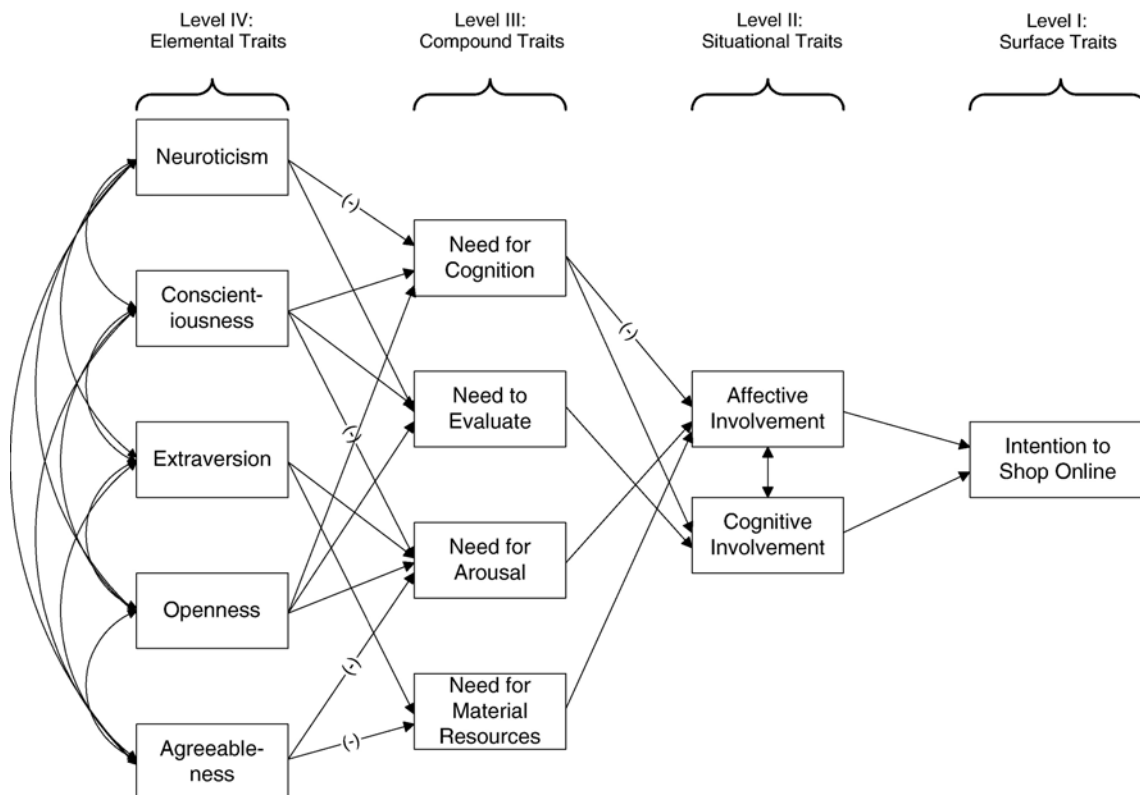 Level IV:
Elemental Traits
Level III:
Compound Traits
Level II:
Situational Traits
Level I:
Surface Traits
Neuroticism
Conscient-
iousness
Extraversion
Openness
Agreeable-
ness
(-)
(-)
(-)
(-)
Need for
Cognition
Need to
Evaluate
Need for
Arousal
Need for
Material
Resources
(-)
Affective
Involvement
Cognitive
Involvement
Intention to
Shop Online